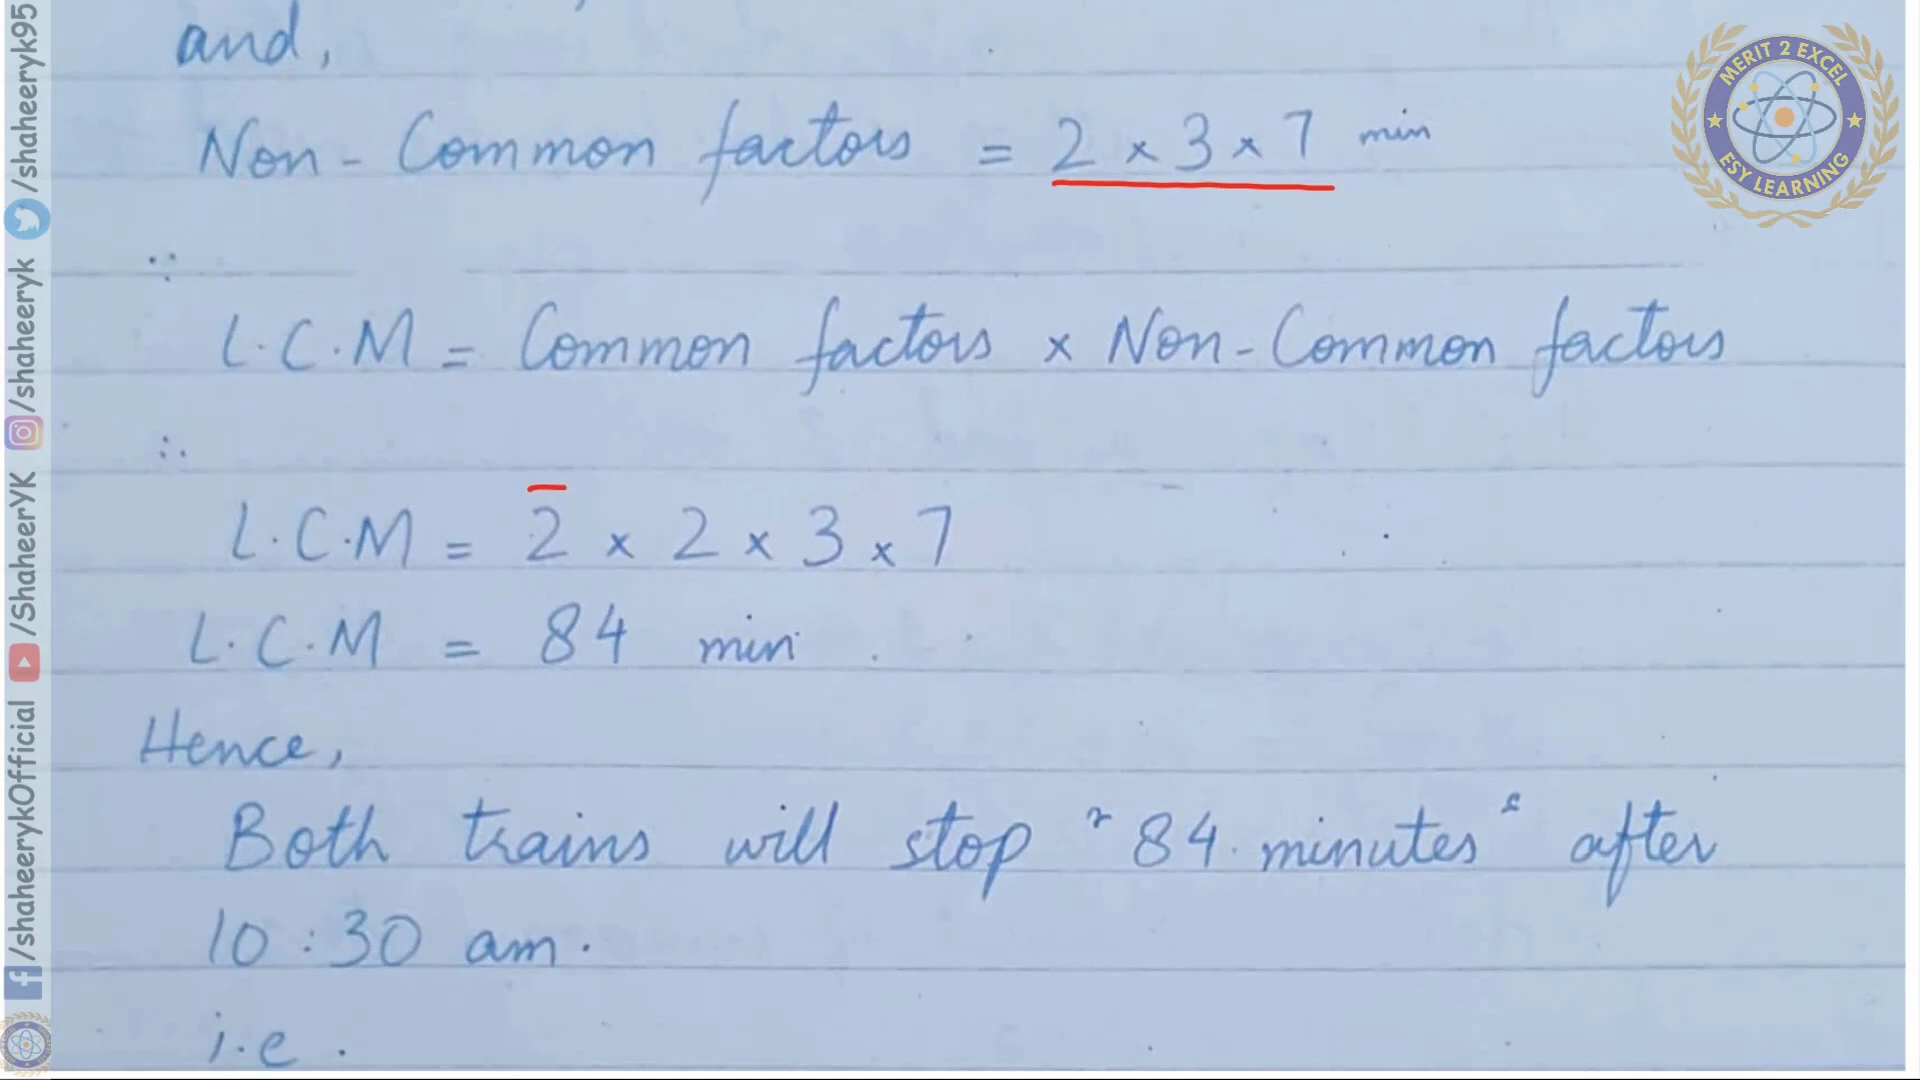 and,
Non-Common factors = 2 × 3 × 7 min
∵
L.C.M = Common factors × Non-Common factors
∴
L.C.M = 2 × 2 × 3 × 7
L.C.M = 84 min
Hence,
Both trains will stop "84 minutes" after
10:30 am.
i.e.
MERIT 2 EXCEL
ESY LEARNING
/shaheeryk95
/shaheeryk
/ShaheerYK
/shaheerykOfficial